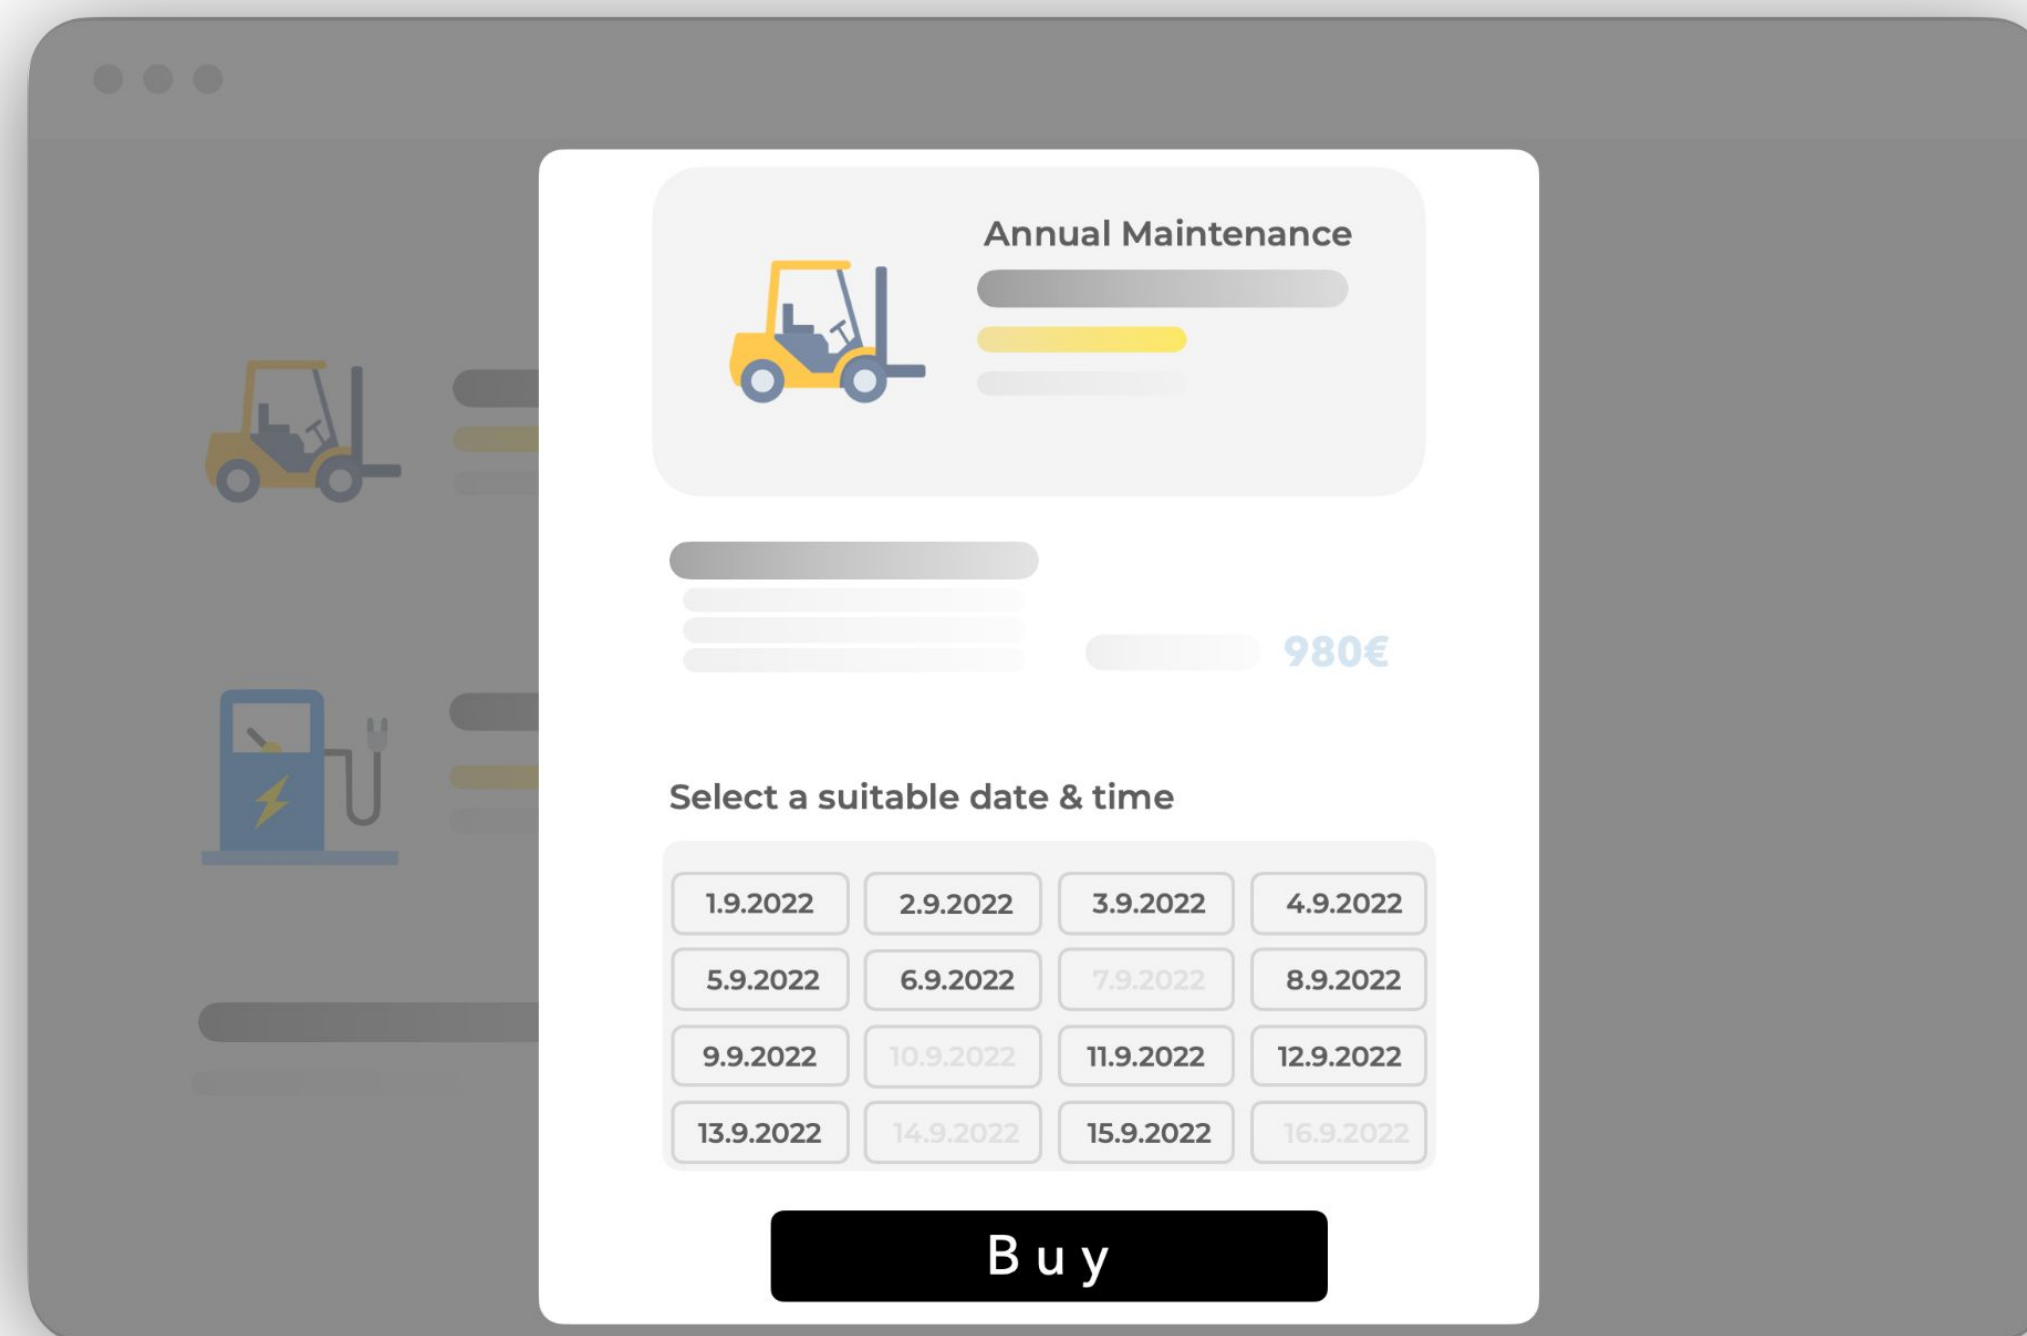 Annual Maintenance
980€
Select a suitable date & time
1.9.2022 2.9.2022 3.9.2022 4.9.2022
5.9.2022 6.9.2022 7.9.2022 8.9.2022
9.9.2022 10.9.2022 11.9.2022 12.9.2022
13.9.2022 14.9.2022 15.9.2022 16.9.2022
Buy